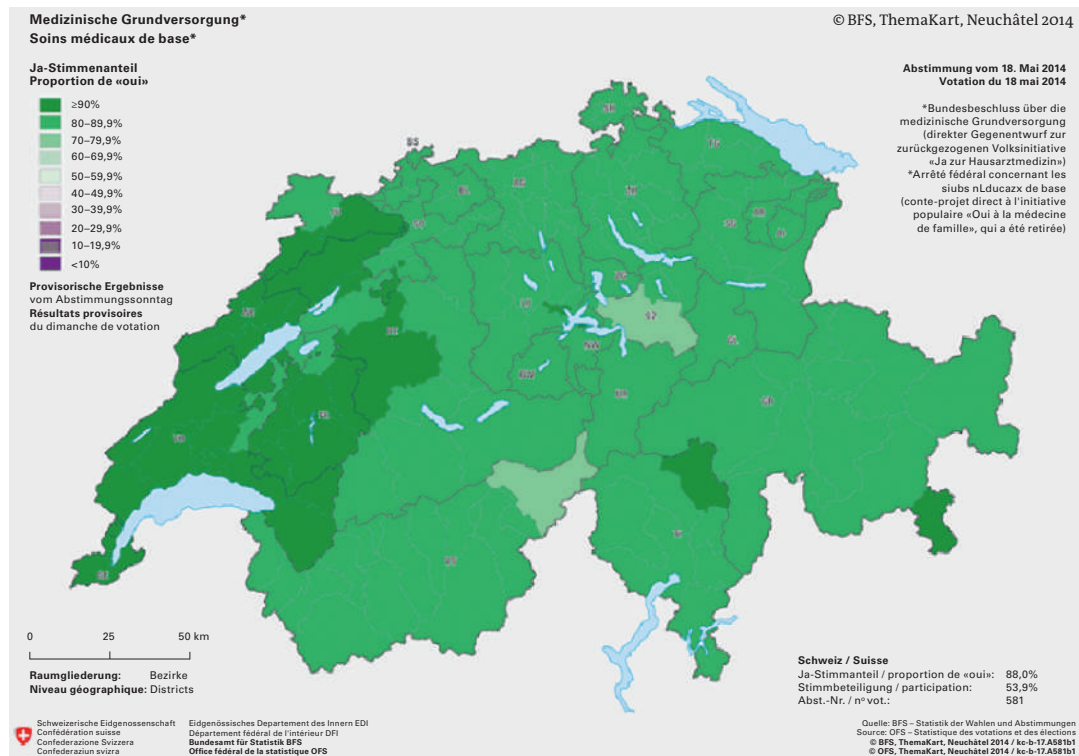 Medizinische Grundversorgung*
Soins médicaux de base*
© BFS, ThemaKart, Neuchâtel 2014
Ja-Stimmenanteil
Proportion de «oui»
≥90%
80–89,9%
70–79,9%
60–69,9%
50–59,9%
40–49,9%
30–39,9%
20–29,9%
10–19,9%
<10%
Provisorische Ergebnisse
vom Abstimmungssonntag
Résultats provisoires
du dimanche de votation
Abstimmung vom 18. Mai 2014
Votation du 18 mai 2014
*Bundesbeschluss über die
medizinische Grundversorgung
(direkter Gegenentwurf zur
zurückgezogenen Volksinitiative
«Ja zur Hausarztmedizin»)
*Arrêté fédéral concernant les
siubs nLducazx de base
(conte-projet direct à l'initiative
populaire «Oui à la médecine
de famille», qui a été retirée)
TG
ZG
SZ
NW
GL
0 25 50 km
Raumgliederung: Bezirke
Niveau géographique: Districts
Schweiz / Suisse
Ja-Stimmanteil / proportion de «oui»: 88,0%
Stimmbeteiligung / participation: 53,9%
Abst.-Nr. / nº vot.: 581
Schweizerische Eidgenossenschaft
Confédération suisse
Confederazione Svizzera
Confederaziun svizra
Eidgenössisches Departement des Innern EDI
Département fédéral de l'intérieur DFI
Bundesamt für Statistik BFS
Office fédéral de la statistique OFS
Quelle: BFS – Statistik der Wahlen und Abstimmungen
Source: OFS – Statistique des votations et des élections
© BFS, ThemaKart, Neuchâtel 2014 / kc-b-17.A581b1
© OFS, ThemaKart, Neuchâtel 2014 / kc-b-17.A581b1